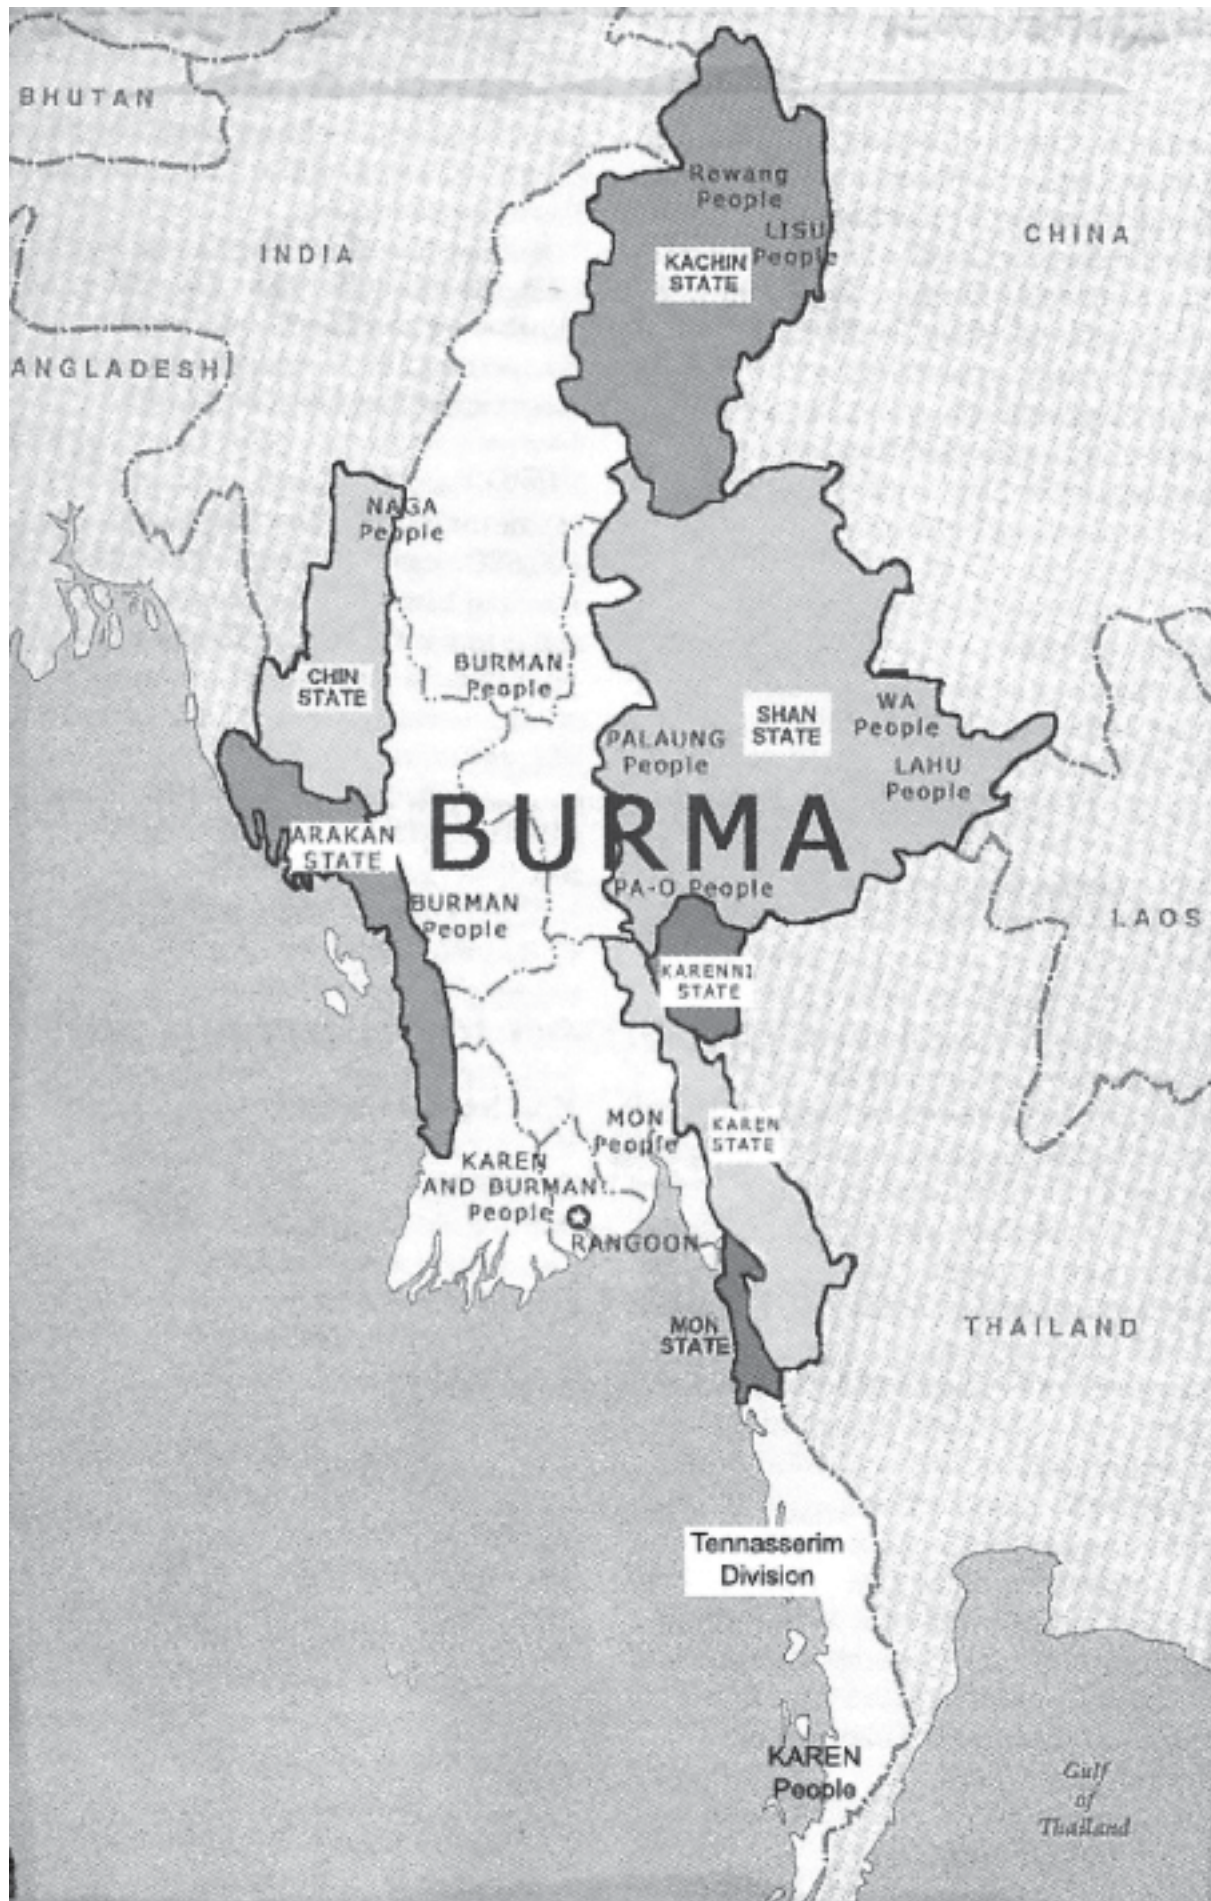 BHUTAN
Rewang
People
LISU
People
CHINA
INDIA
KACHIN
STATE
ANGLADESH
NAGA
People
BURMAN
People
CHIN
STATE
WA
People
SHAN
STATE
PALAUNG
People
LAHU
People
BURMA
ARAKAN
STATE
PA-O People
BURMAN
People
LAOS
KARENNI
STATE
MON
People
KAREN
STATE
KAREN
AND BURMAN
People
RANGOON
MON
STATE
THAILAND
Tennasserim
Division
KAREN
People
Gulf
of
Thailand